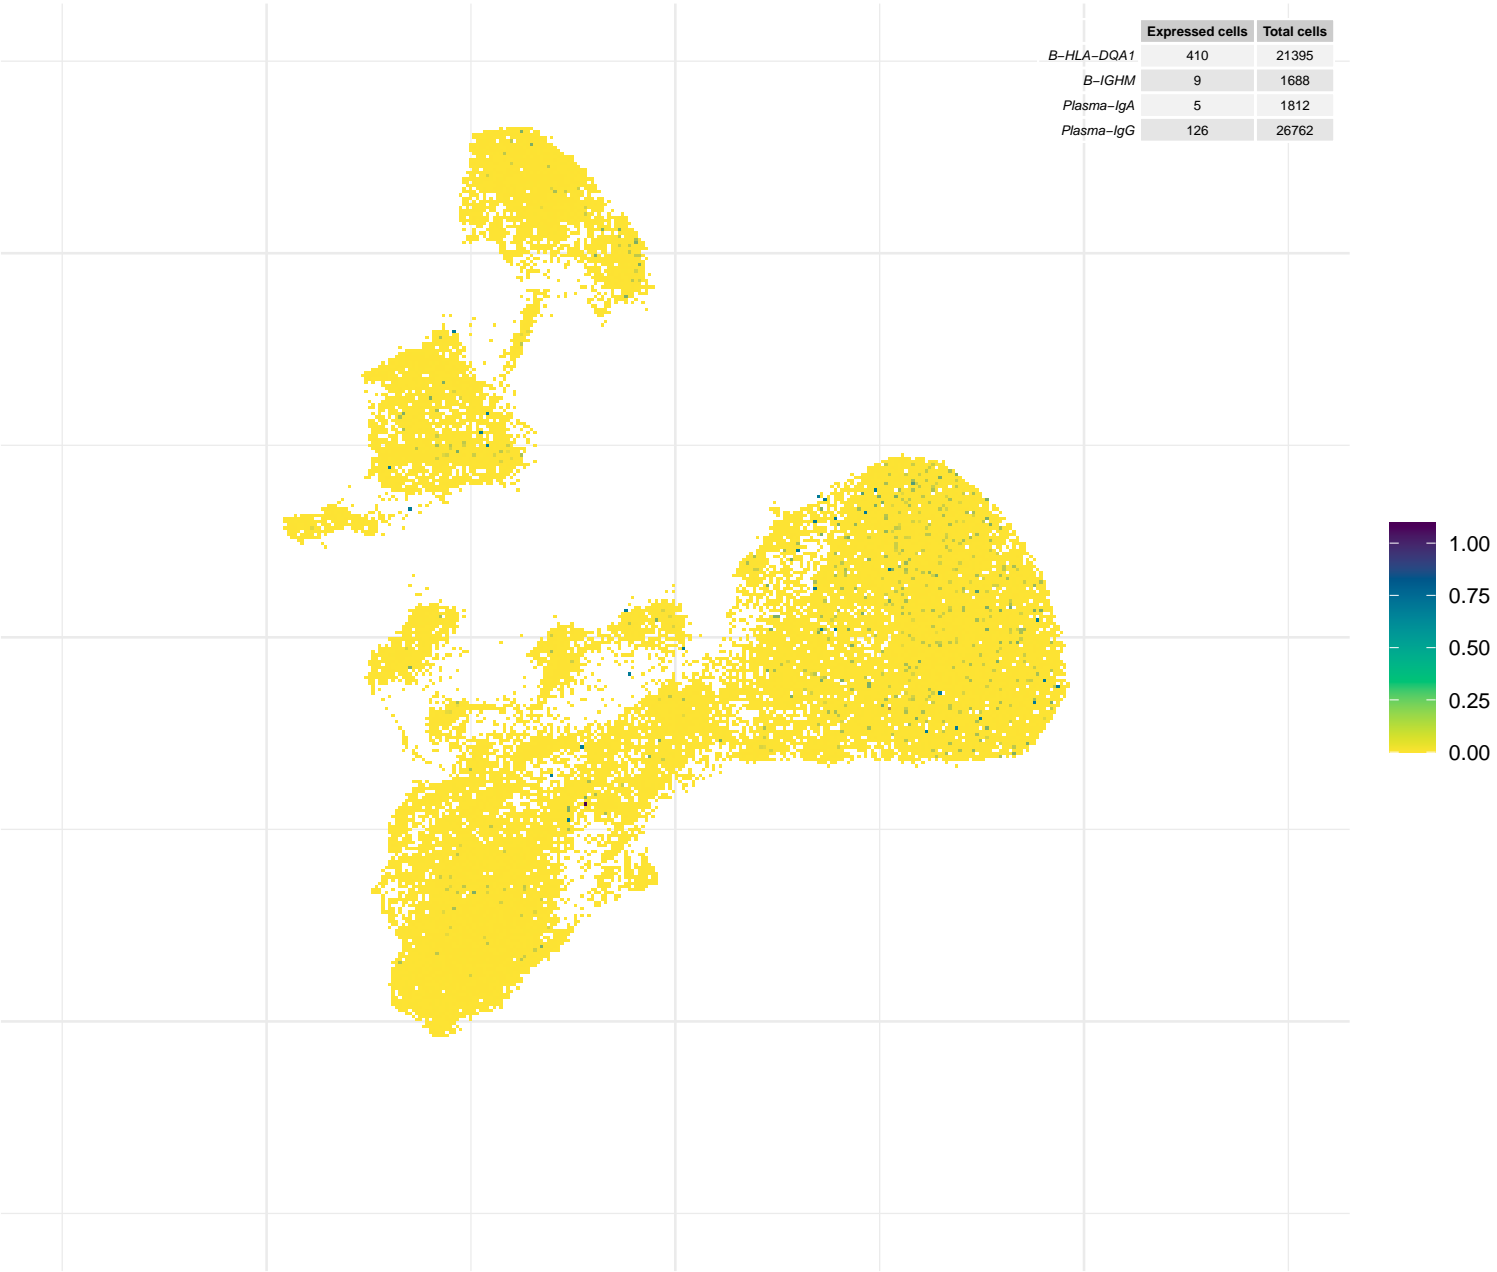 Expressed cells Total cells
B−HLA−DQA1 410 21395
B−IGHM 9 1688
Plasma−IgA 5 1812
Plasma−IgG 126 26762
1.00
0.75
0.50
0.25
0.00